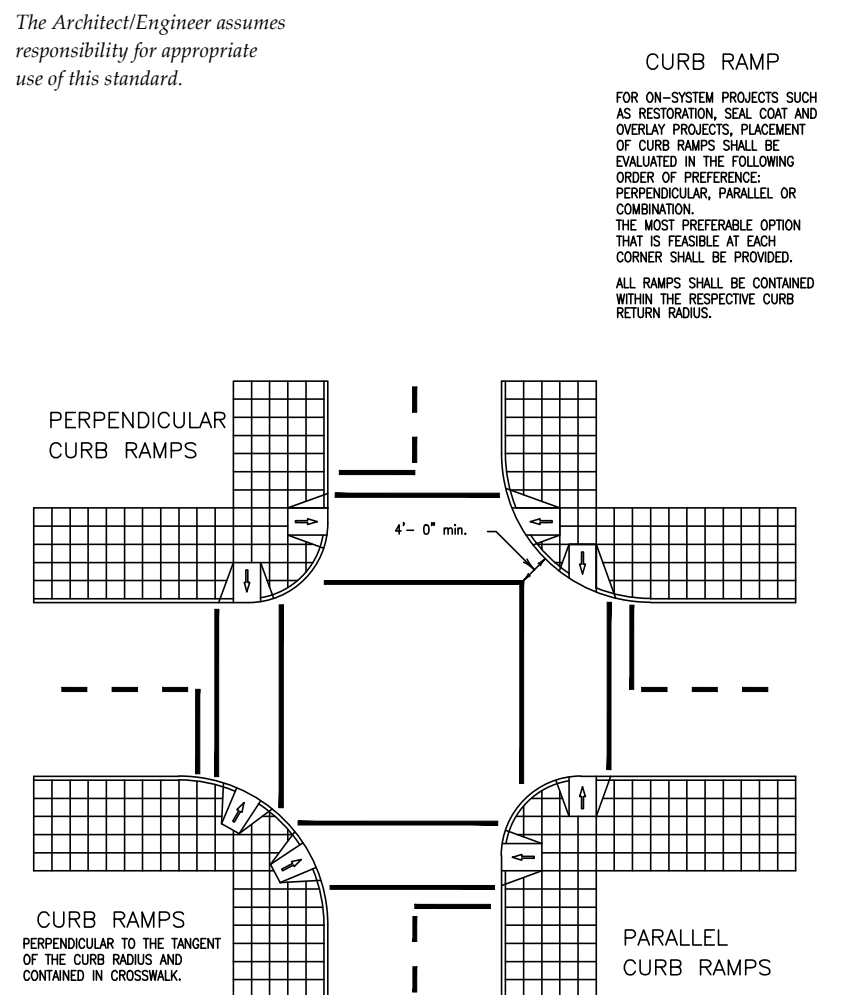 The Architect/Engineer assumes
responsibility for appropriate
use of this standard.
CURB RAMP
FOR ON-SYSTEM PROJECTS SUCH
AS RESTORATION, SEAL COAT AND
OVERLAY PROJECTS, PLACEMENT
OF CURB RAMPS SHALL BE
EVALUATED IN THE FOLLOWING
ORDER OF PREFERENCE:
PERPENDICULAR, PARALLEL OR
COMBINATION.
THE MOST PREFERABLE OPTION
THAT IS FEASIBLE AT EACH
CORNER SHALL BE PROVIDED.
ALL RAMPS SHALL BE CONTAINED
WITHIN THE RESPECTIVE CURB
RETURN RADIUS.
PERPENDICULAR
CURB RAMPS
4'- 0" min.
CURB RAMPS
PERPENDICULAR TO THE TANGENT
OF THE CURB RADIUS AND
CONTAINED IN CROSSWALK.
PARALLEL
CURB RAMPS